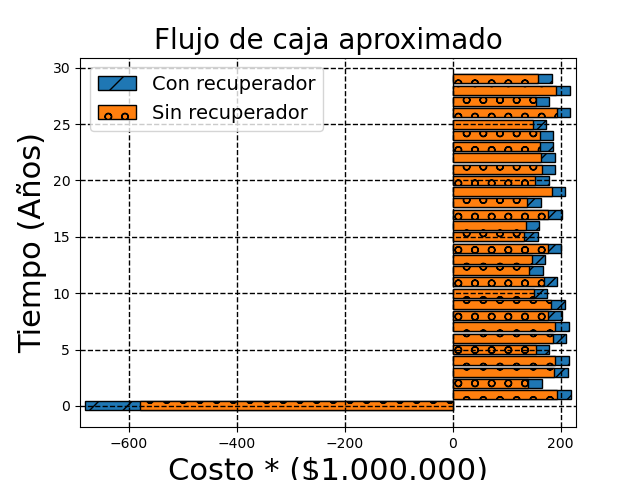 Flujo de caja aproximado
Con recuperador
Sin recuperador
Tiempo (Años)
30
25
20
15
10
5
0
−600
−400
−200
0
200
Costo * ($1.000.000)